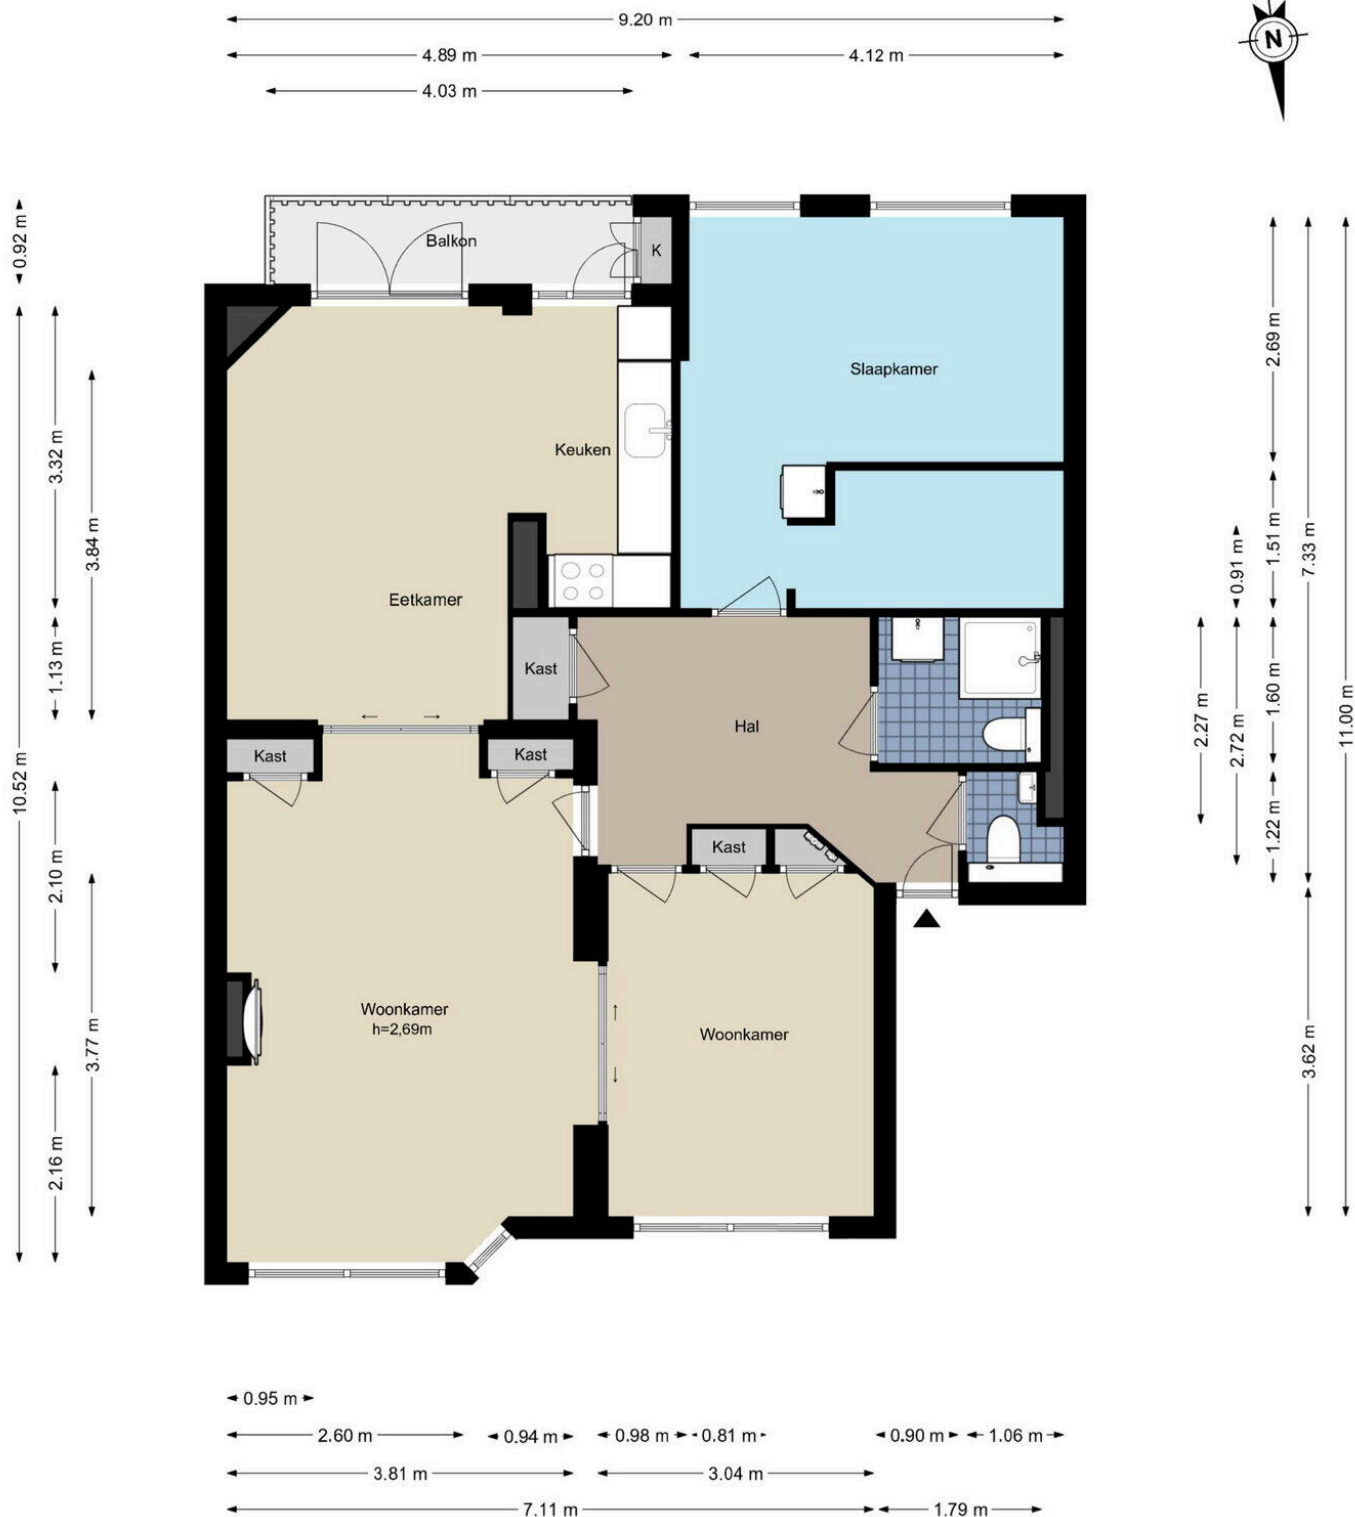 9.20 m
4.89 m
4.12 m
4.03 m
N
0.92 m
Balkon
K
2.69 m
Slaapkamer
3.32 m
Keuken
3.84 m
0.91 m
1.51 m
7.33 m
Eetkamer
1.13 m
Kast
Hal
2.27 m
2.72 m
1.60 m
11.00 m
Kast
Kast
10.52 m
Kast
1.22 m
2.10 m
Woonkamer
h=2,69m
Woonkamer
3.77 m
3.62 m
2.16 m
0.95 m
2.60 m
0.94 m
0.98 m
0.81 m
0.90 m
1.06 m
3.81 m
3.04 m
7.11 m
1.79 m